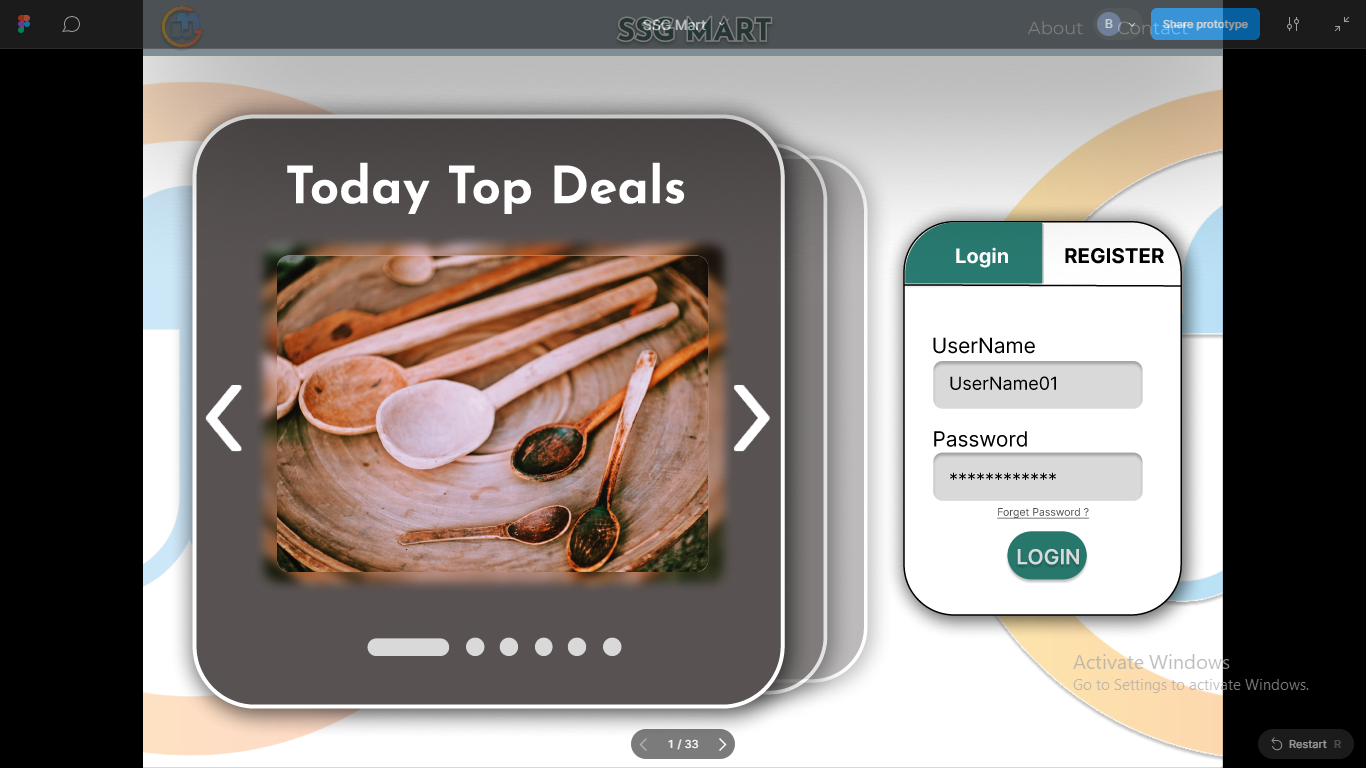 SSG MART
SSG Mart
About
Contact
B
Share prototype
Today Top Deals
Login
REGISTER
UserName
UserName01
Password
************
Forget Password ?
LOGIN
Activate Windows
Go to Settings to activate Windows.
1 / 33
Restart R